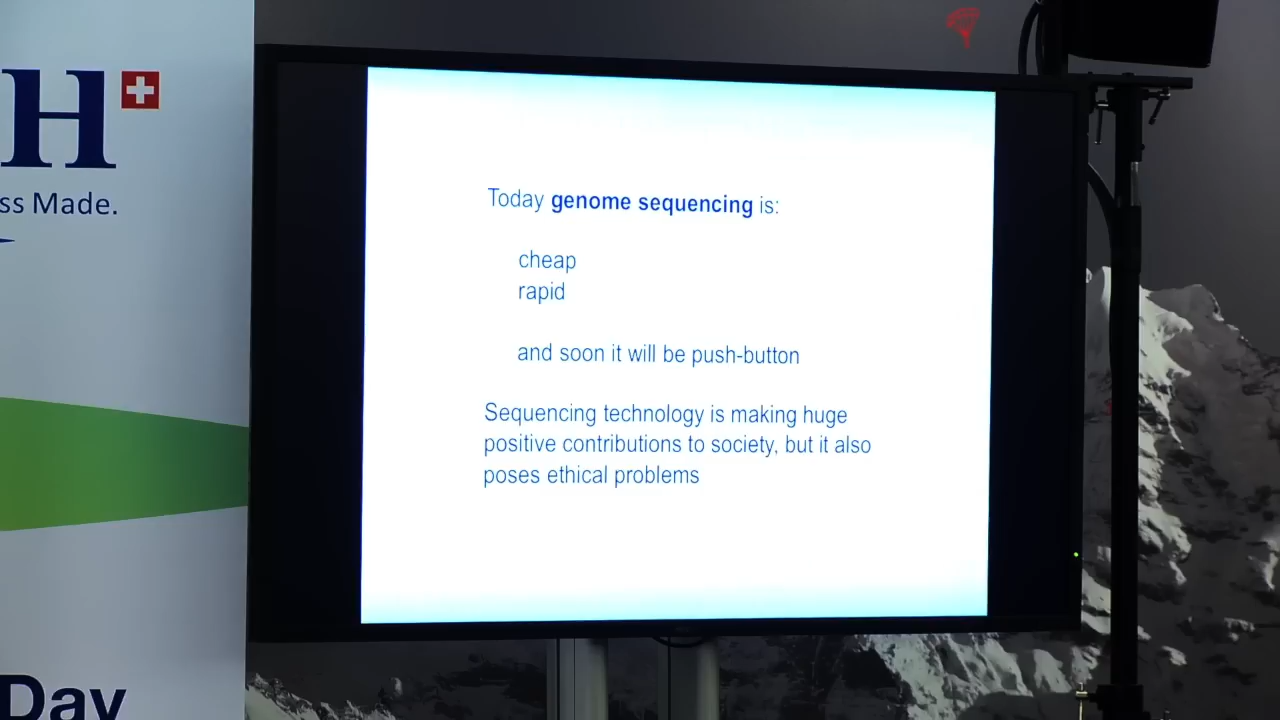 H
ss Made.
Day
Today genome sequencing is:
cheap
rapid
and soon it will be push-button
Sequencing technology is making huge
positive contributions to society, but it also
poses ethical problems